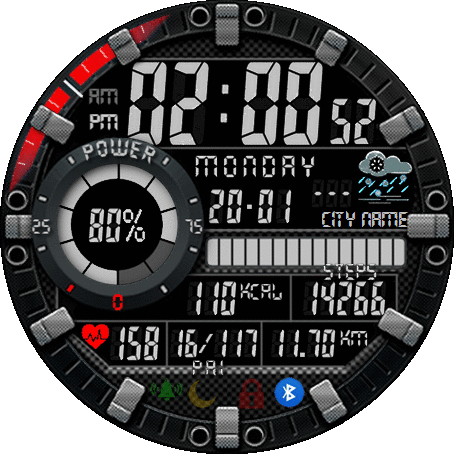 AM
PM
02:00 52
POWER
MONDAY
20-01 ---
CITY NAME
25 80% 75
0
STEPS
110 KCAL 14266
158 16/117 11.70 KM
PAI